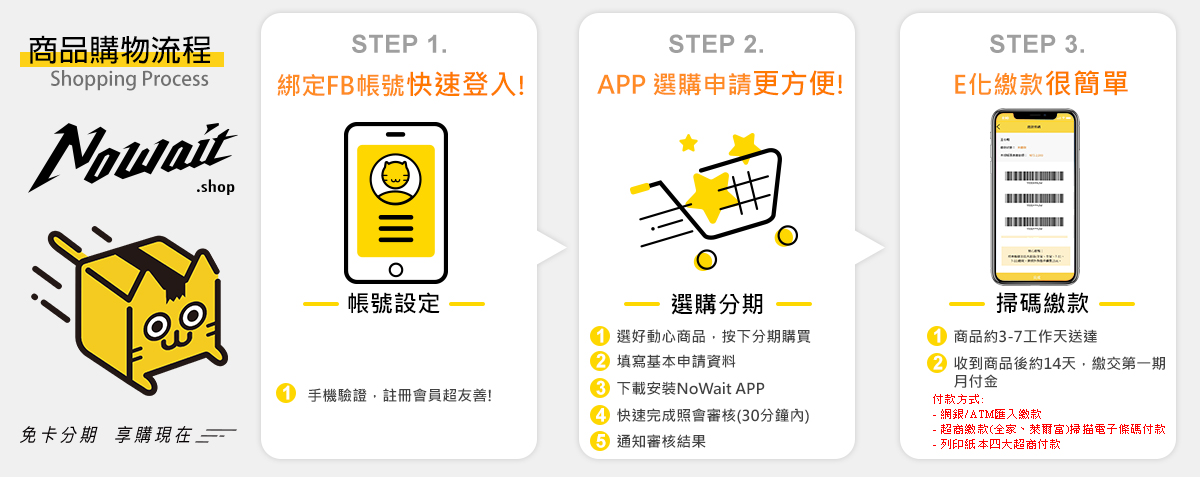 商品購物流程
Shopping Process
Nowait
.shop
免卡分期 享購現在
STEP 1.
綁定FB帳號快速登入!
帳號設定
1 手機驗證，註冊會員超友善!
STEP 2.
APP 選購申請更方便!
選購分期
1 選好動心商品，按下分期購買
2 填寫基本申請資料
3 下載安裝NoWait APP
4 快速完成照會審核(30分鐘內)
5 通知審核結果
STEP 3.
E化繳款很簡單
掃碼繳款
1 商品約3-7工作天送達
2 收到商品後約14天，繳交第一期
月付金
付款方式:
- 網銀/ATM匯入繳款
- 超商繳款(全家、萊爾富)掃描電子條碼付款
- 列印紙本四大超商付款